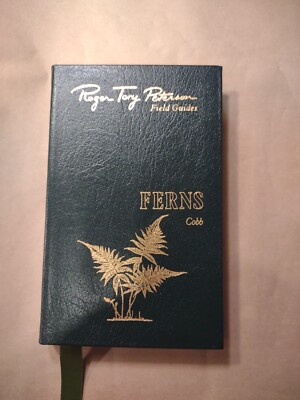 Roger Tory Peterson
Field Guides
FERNS
Cobb